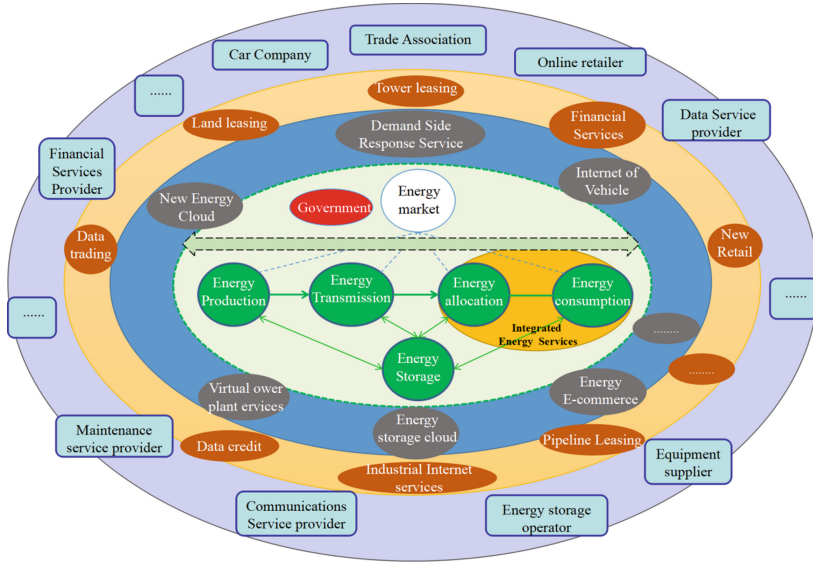 Trade Association
Car Company
Online retailer
......
Tower leasing
Land leasing
Financial
Services
Data Service
provider
Demand Side
Response Service
Financial
Services
Provider
Internet of
Vehicle
New Energy
Cloud
Government
Energy
market
Data
trading
New
Retail
Energy
Production
Energy
Transmission
Energy
allocation
Energy
consumption
......
......
Integrated
Energy Services
........
Energy
Storage
........
Virtual ower
plant ervices
Energy
E-commerce
Maintenance
service provider
Data credit
Energy
storage cloud
Pipeline Leasing
Equipment
supplier
Industrial Internet
services
Communications
Service provider
Energy storage
operator